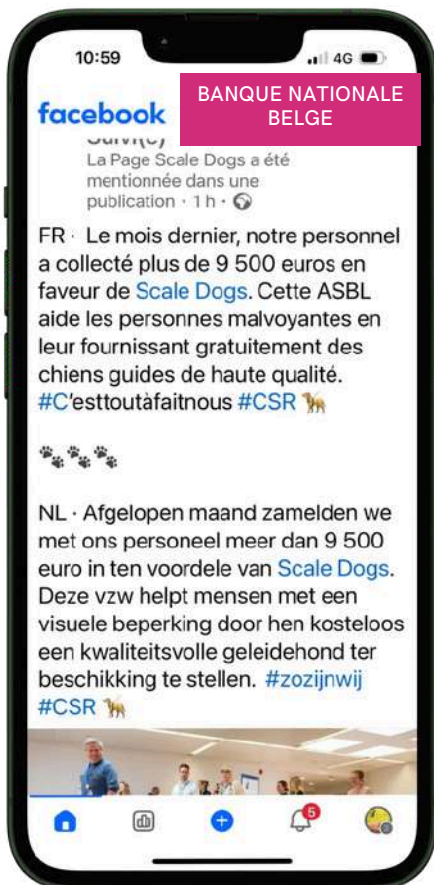 10:59
4G
facebook
BANQUE NATIONALE
BELGE
Suivi(e)
La Page Scale Dogs a été
mentionnée dans une
publication · 1 h ·
FR · Le mois dernier, notre personnel
a collecté plus de 9 500 euros en
faveur de Scale Dogs. Cette ASBL
aide les personnes malvoyantes en
leur fournissant gratuitement des
chiens guides de haute qualité.
#C'esttoutàfaitnous #CSR
NL · Afgelopen maand zamelden we
met ons personeel meer dan 9 500
euro in ten voordele van Scale Dogs.
Deze vzw helpt mensen met een
visuele beperking door hen kosteloos
een kwaliteitsvolle geleidehond ter
beschikking te stellen. #zozijnwij
#CSR
5